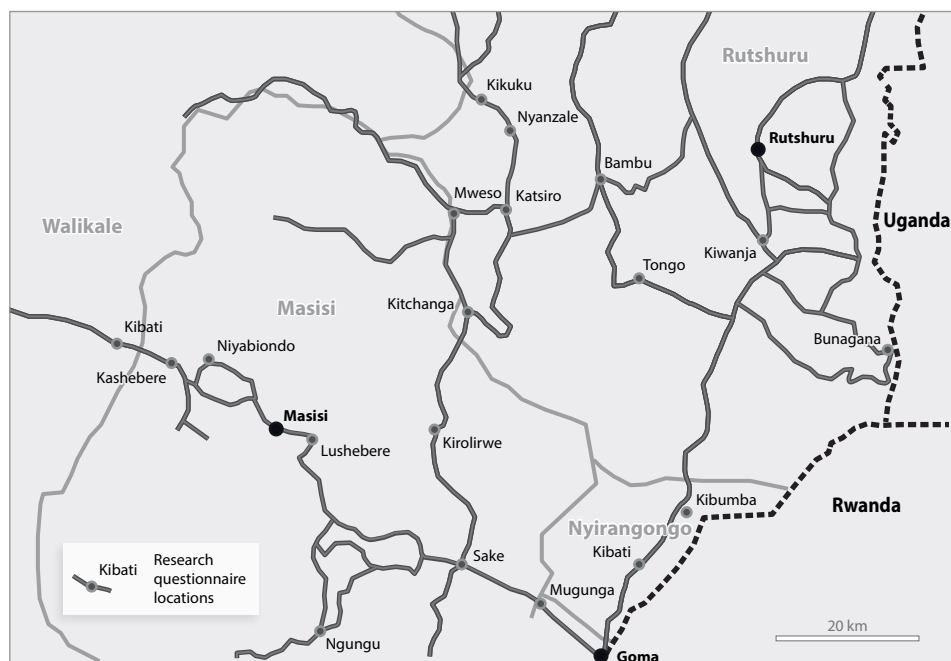 Rutshuru
Kikuku
Nyanzale
Rutshuru
Bambu
Mweso
Katsiro
Walikale
Uganda
Kiwanja
Tongo
Masisi
Kitchanga
Kibati
Niyabiondo
Bunagana
Kashebere
Masisi
Lushebere
Kirolirwe
Kibumba
Rwanda
Nyirangongo
Kibati
Sake
Mugunga
Ngungu
Goma
Kibati
Research
questionnaire
locations
20 km